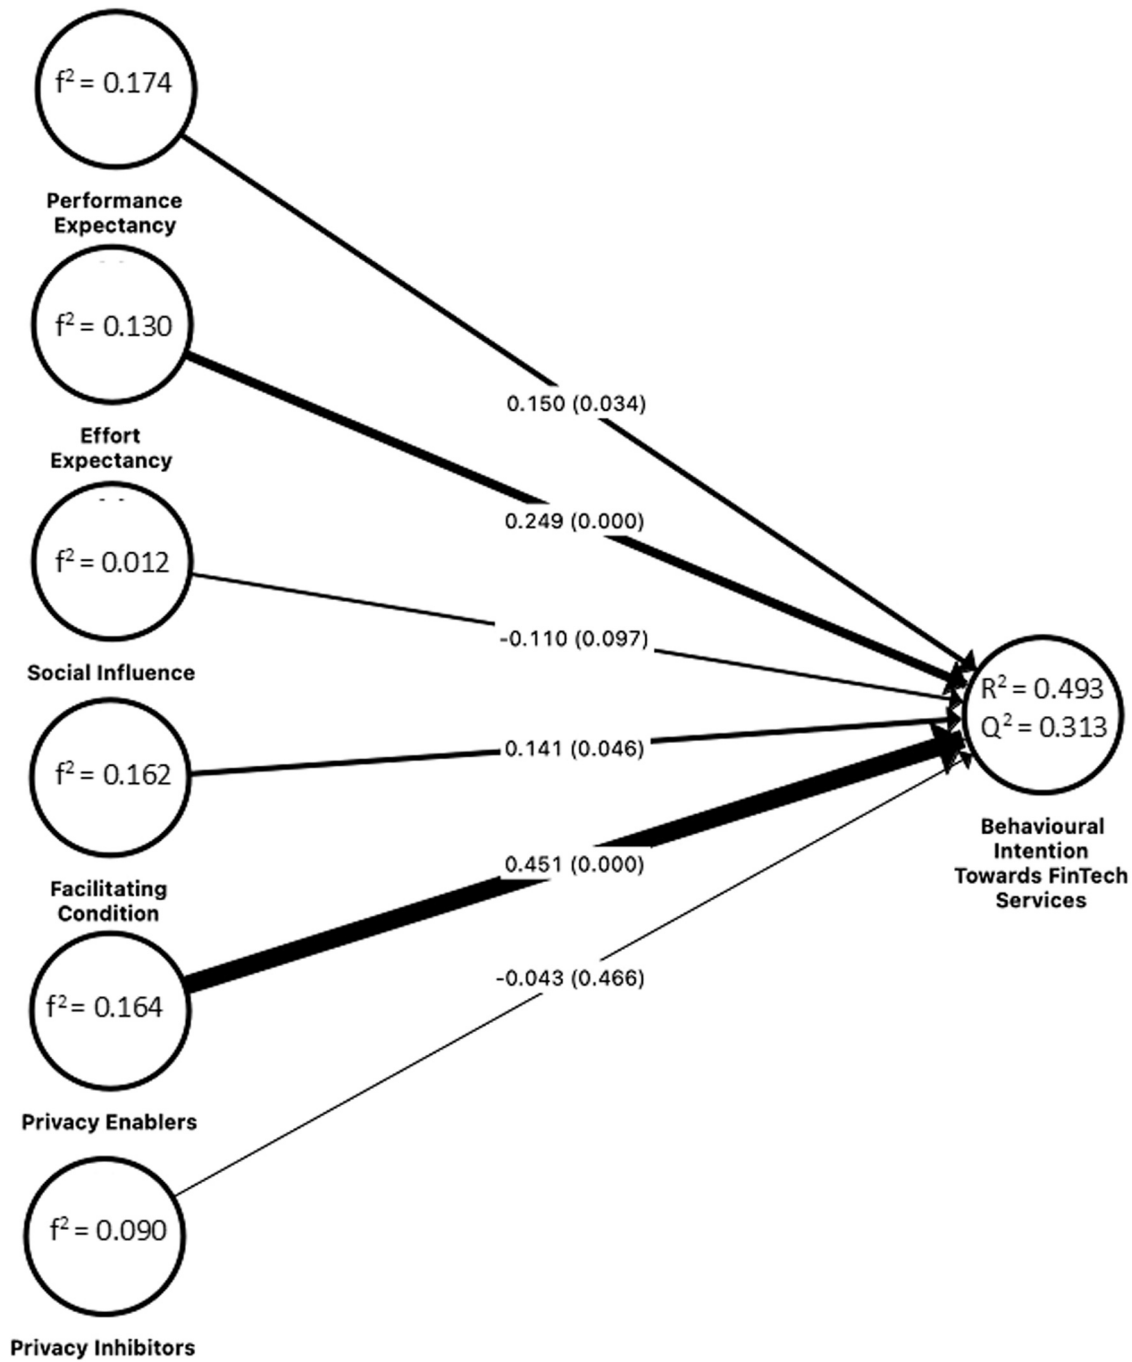 f² = 0.174
Performance
Expectancy
f² = 0.130
Effort
Expectancy
f² = 0.012
Social Influence
f² = 0.162
Facilitating
Condition
f² = 0.164
Privacy Enablers
f² = 0.090
Privacy Inhibitors
0.150 (0.034)
0.249 (0.000)
-0.110 (0.097)
0.141 (0.046)
0.451 (0.000)
-0.043 (0.466)
R² = 0.493
Q² = 0.313
Behavioural
Intention
Towards FinTech
Services